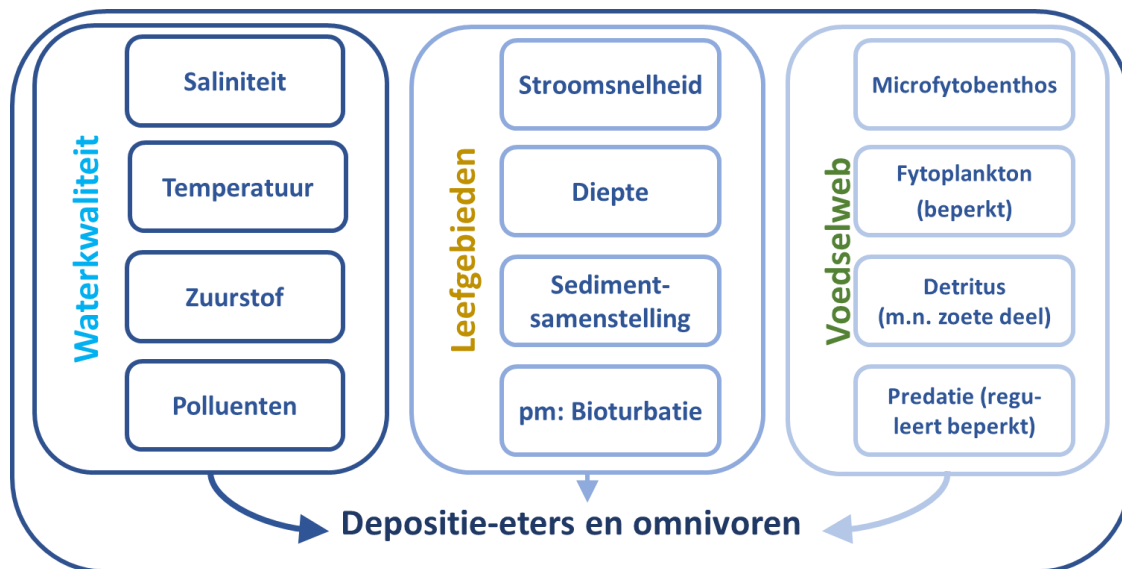 Waterkwaliteit
Saliniteit
Temperatuur
Zuurstof
Polluenten
Leefgebieden
Stroomsnelheid
Diepte
Sediment-
samenstelling
pm: Bioturbatie
Voedselweb
Microfytobenthos
Fytoplankton
(beperkt)
Detritus
(m.n. zoete deel)
Predatie (regu-
leert beperkt)
Depositie-eters en omnivoren